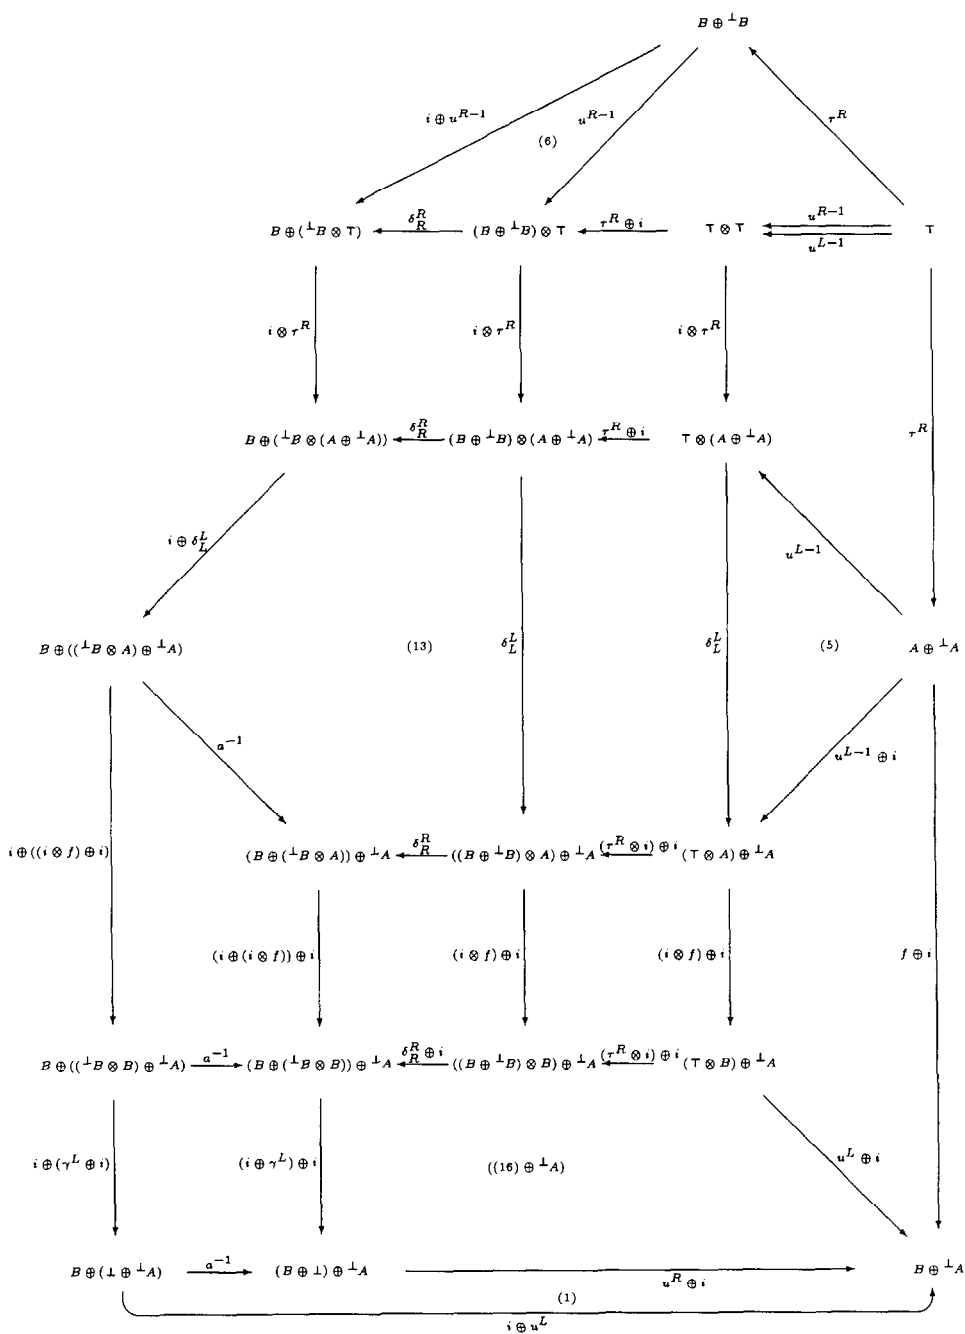 B ⊕ ⊥B
i ⊕ u^{R−1}
u^{R−1}
τ^R
(6)
B ⊕ (⊥B ⊗ ⊤)
δ^R_R
(B ⊕ ⊥B) ⊗ ⊤
τ^R ⊕ i
⊤ ⊗ ⊤
u^{R−1}
u^{L−1}
⊤
i ⊗ τ^R
i ⊗ τ^R
i ⊗ τ^R
τ^R
B ⊕ (⊥B ⊗ (A ⊕ ⊥A))
δ^R_R
(B ⊕ ⊥B) ⊗ (A ⊕ ⊥A)
τ^R ⊕ i
⊤ ⊗ (A ⊕ ⊥A)
i ⊕ δ^L_L
u^{L−1}
B ⊕ ((⊥B ⊗ A) ⊕ ⊥A)
(13)
δ^L_L
δ^L_L
(5)
A ⊕ ⊥A
a^{−1}
u^{L−1} ⊕ i
i ⊕ ((i ⊗ f) ⊕ i)
(B ⊕ (⊥B ⊗ A)) ⊕ ⊥A
δ^R_R
((B ⊕ ⊥B) ⊗ A) ⊕ ⊥A
(τ^R ⊗ i) ⊕ i
(⊤ ⊗ A) ⊕ ⊥A
(i ⊕ (i ⊗ f)) ⊕ i
(i ⊗ f) ⊕ i
(i ⊗ f) ⊕ i
f ⊕ i
B ⊕ ((⊥B ⊗ B) ⊕ ⊥A)
a^{−1}
(B ⊕ (⊥B ⊗ B)) ⊕ ⊥A
δ^R_R ⊕ i
((B ⊕ ⊥B) ⊗ B) ⊕ ⊥A
(τ^R ⊗ i) ⊕ i
(⊤ ⊗ B) ⊕ ⊥A
i ⊕ (γ^L ⊕ i)
(i ⊕ γ^L) ⊕ i
((16) ⊕ ⊥A)
u^L ⊕ i
B ⊕ (⊥ ⊕ ⊥A)
a^{−1}
(B ⊕ ⊥) ⊕ ⊥A
u^R ⊕ i
B ⊕ ⊥A
(1)
i ⊕ u^L